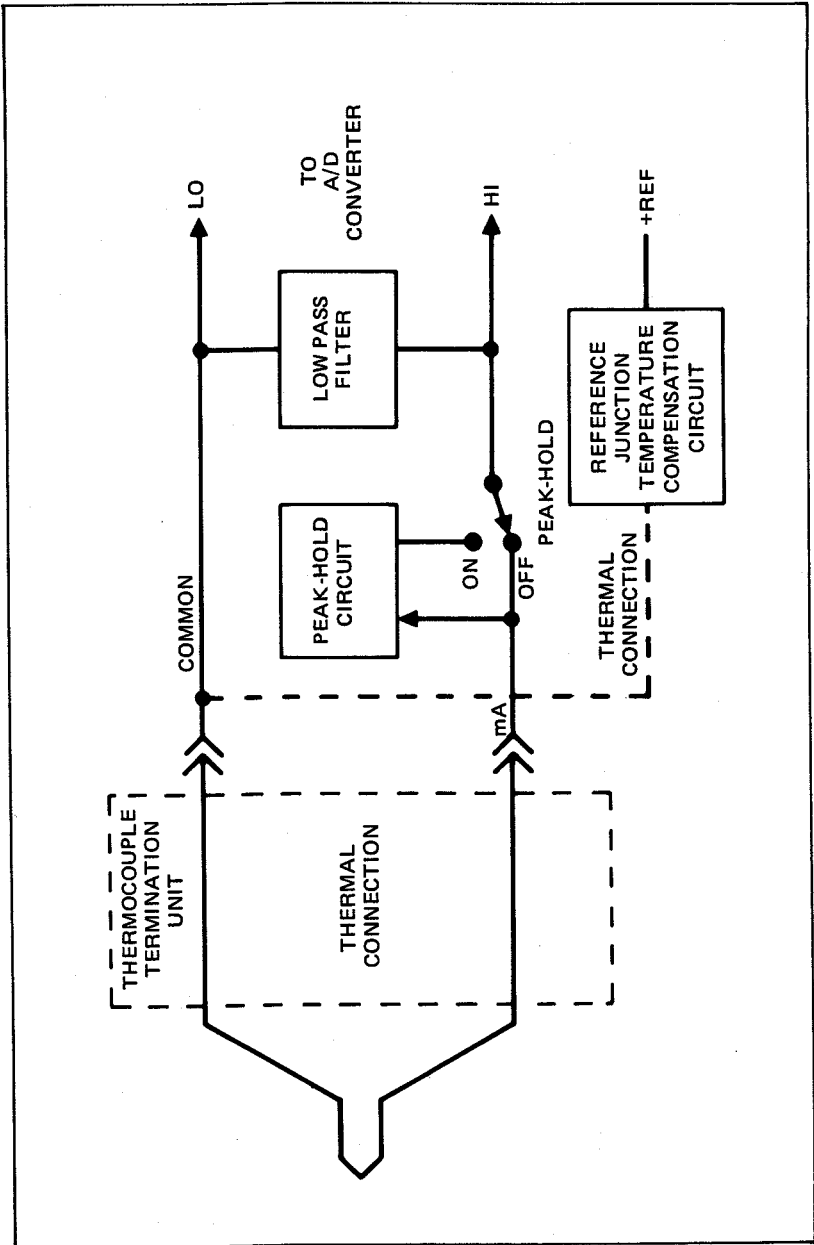 THERMOCOUPLE
TERMINATION
UNIT
THERMAL
CONNECTION
COMMON
mA
PEAK-HOLD
CIRCUIT
ON
OFF
PEAK-HOLD
THERMAL
CONNECTION
LOW PASS
FILTER
REFERENCE
JUNCTION
TEMPERATURE
COMPENSATION
CIRCUIT
LO
TO
A/D
CONVERTER
HI
+REF